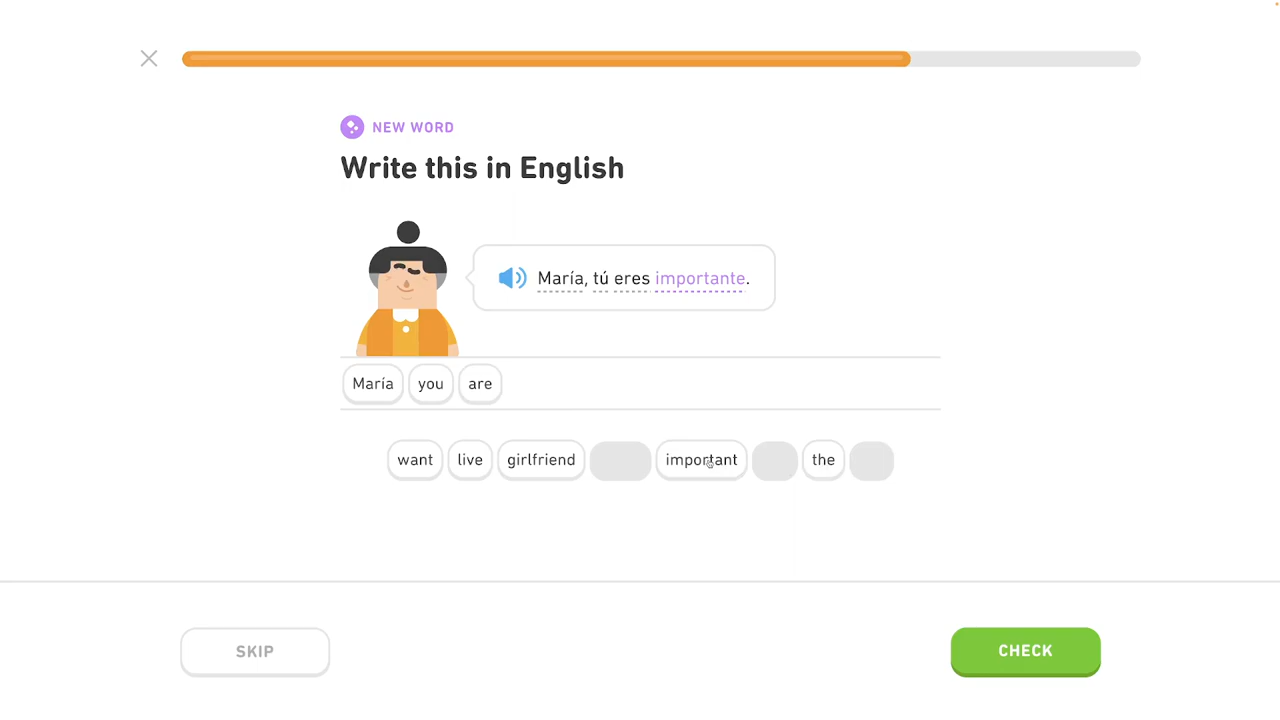 NEW WORD
Write this in English
María, tú eres importante.
María you are
want live girlfriend important the
SKIP CHECK